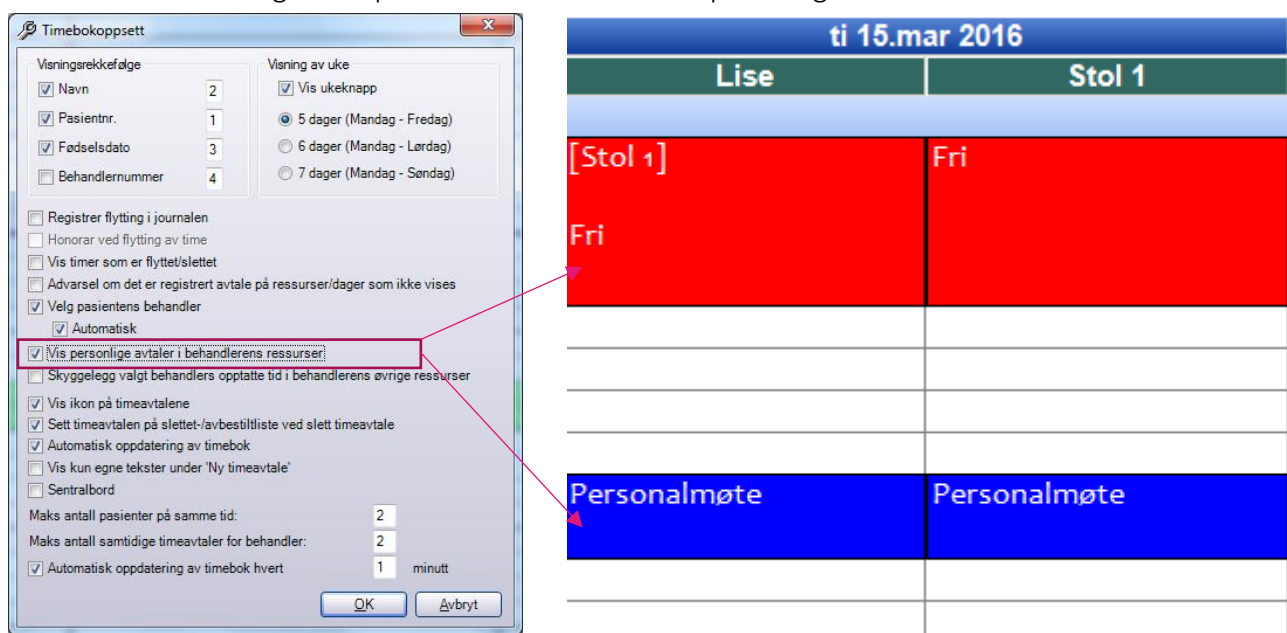 Timebokoppsett
Visningsrekkefølge
Navn 2
Pasientnr. 1
Fødselsdato 3
Behandlernummer 4
Visning av uke
Vis ukeknapp
5 dager (Mandag - Fredag)
6 dager (Mandag - Lørdag)
7 dager (Mandag - Søndag)
Registrer flytting i journalen
Honorar ved flytting av time
Vis timer som er flyttet/slettet
Advarsel om det er registrert avtale på ressurser/dager som ikke vises
Velg pasientens behandler
Automatisk
Vis personlige avtaler i behandlerens ressurser
Skyggelegg valgt behandlers opptatte tid i behandlerens øvrige ressurser
Vis ikon på timeavtalene
Sett timeavtalen på slettet-/avbestiltliste ved slett timeavtale
Automatisk oppdatering av timebok
Vis kun egne tekster under 'Ny timeavtale'
Sentralbord
Maks antall pasienter på samme tid: 2
Maks antall samtidige timeavtaler for behandler: 2
Automatisk oppdatering av timebok hvert 1 minutt
OK Avbryt
ti 15.mar 2016
Lise Stol 1
[Stol 1] Fri
Fri
Personalmøte Personalmøte